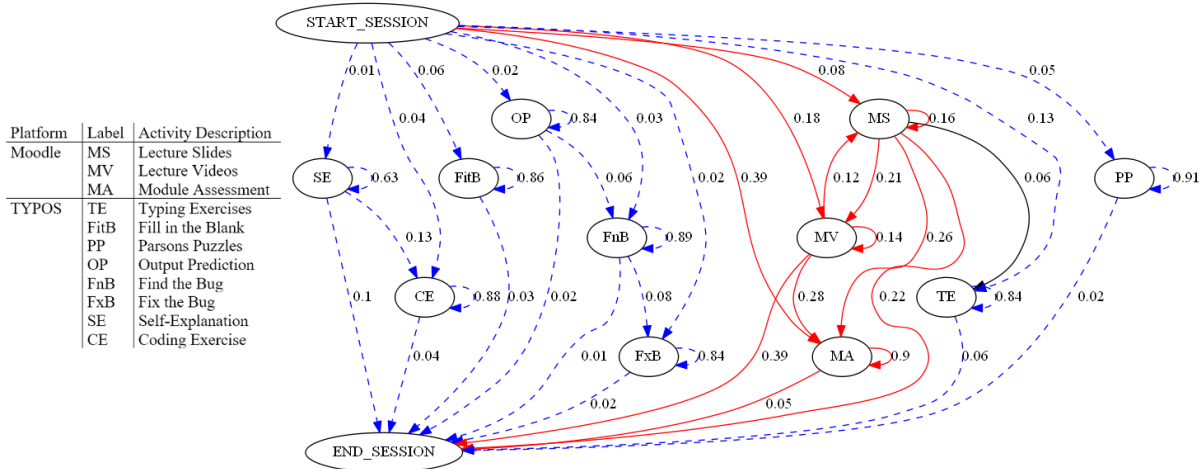 START_SESSION
0.01
0.06
0.02
0.08
0.05
0.04
OP
0.84
0.03
0.18
MS
0.16
0.13
Platform Label Activity Description
Moodle MS Lecture Slides
MV Lecture Videos
MA Module Assessment
TYPOS TE Typing Exercises
FitB Fill in the Blank
PP Parsons Puzzles
OP Output Prediction
FnB Find the Bug
FxB Fix the Bug
SE Self-Explanation
CE Coding Exercise
SE
0.63
FitB
0.86
0.06
0.02
0.39
0.12
0.21
0.06
PP
0.91
0.13
FnB
0.89
MV
0.14
0.26
0.1
CE
0.88
0.03
0.02
0.08
0.28
0.22
TE
0.84
0.02
0.04
0.01
FxB
0.84
0.39
MA
0.9
0.06
0.02
0.05
END_SESSION